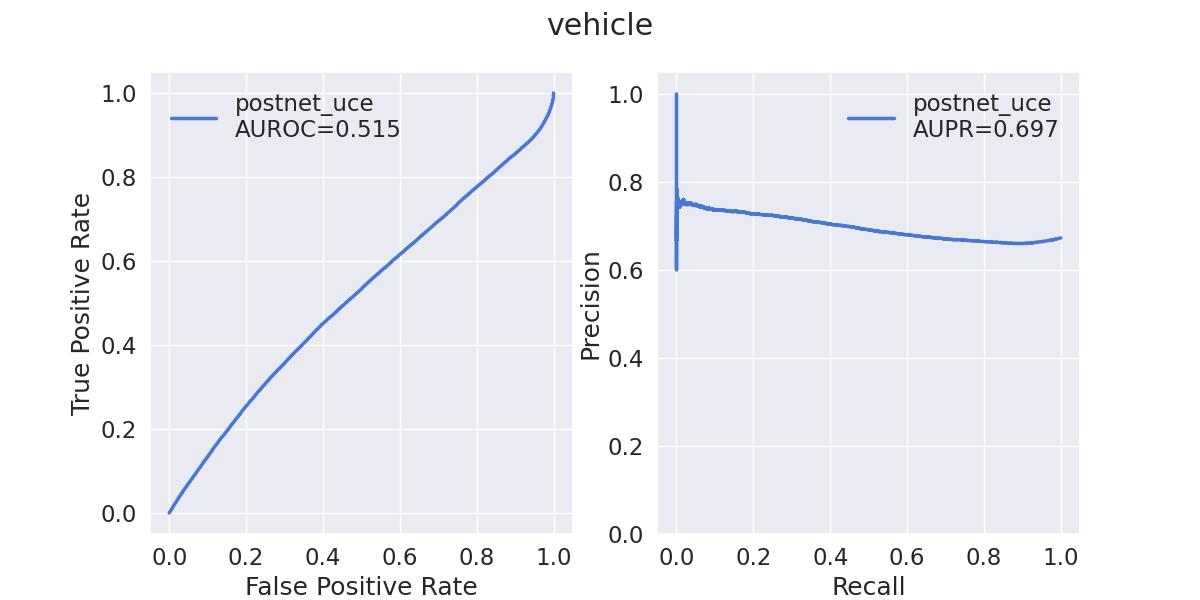 vehicle
postnet_uce
AUROC=0.515
True Positive Rate
1.0
0.8
0.6
0.4
0.2
0.0
0.0 0.2 0.4 0.6 0.8 1.0
False Positive Rate
postnet_uce
AUPR=0.697
Precision
1.0
0.8
0.6
0.4
0.2
0.0
0.0 0.2 0.4 0.6 0.8 1.0
Recall